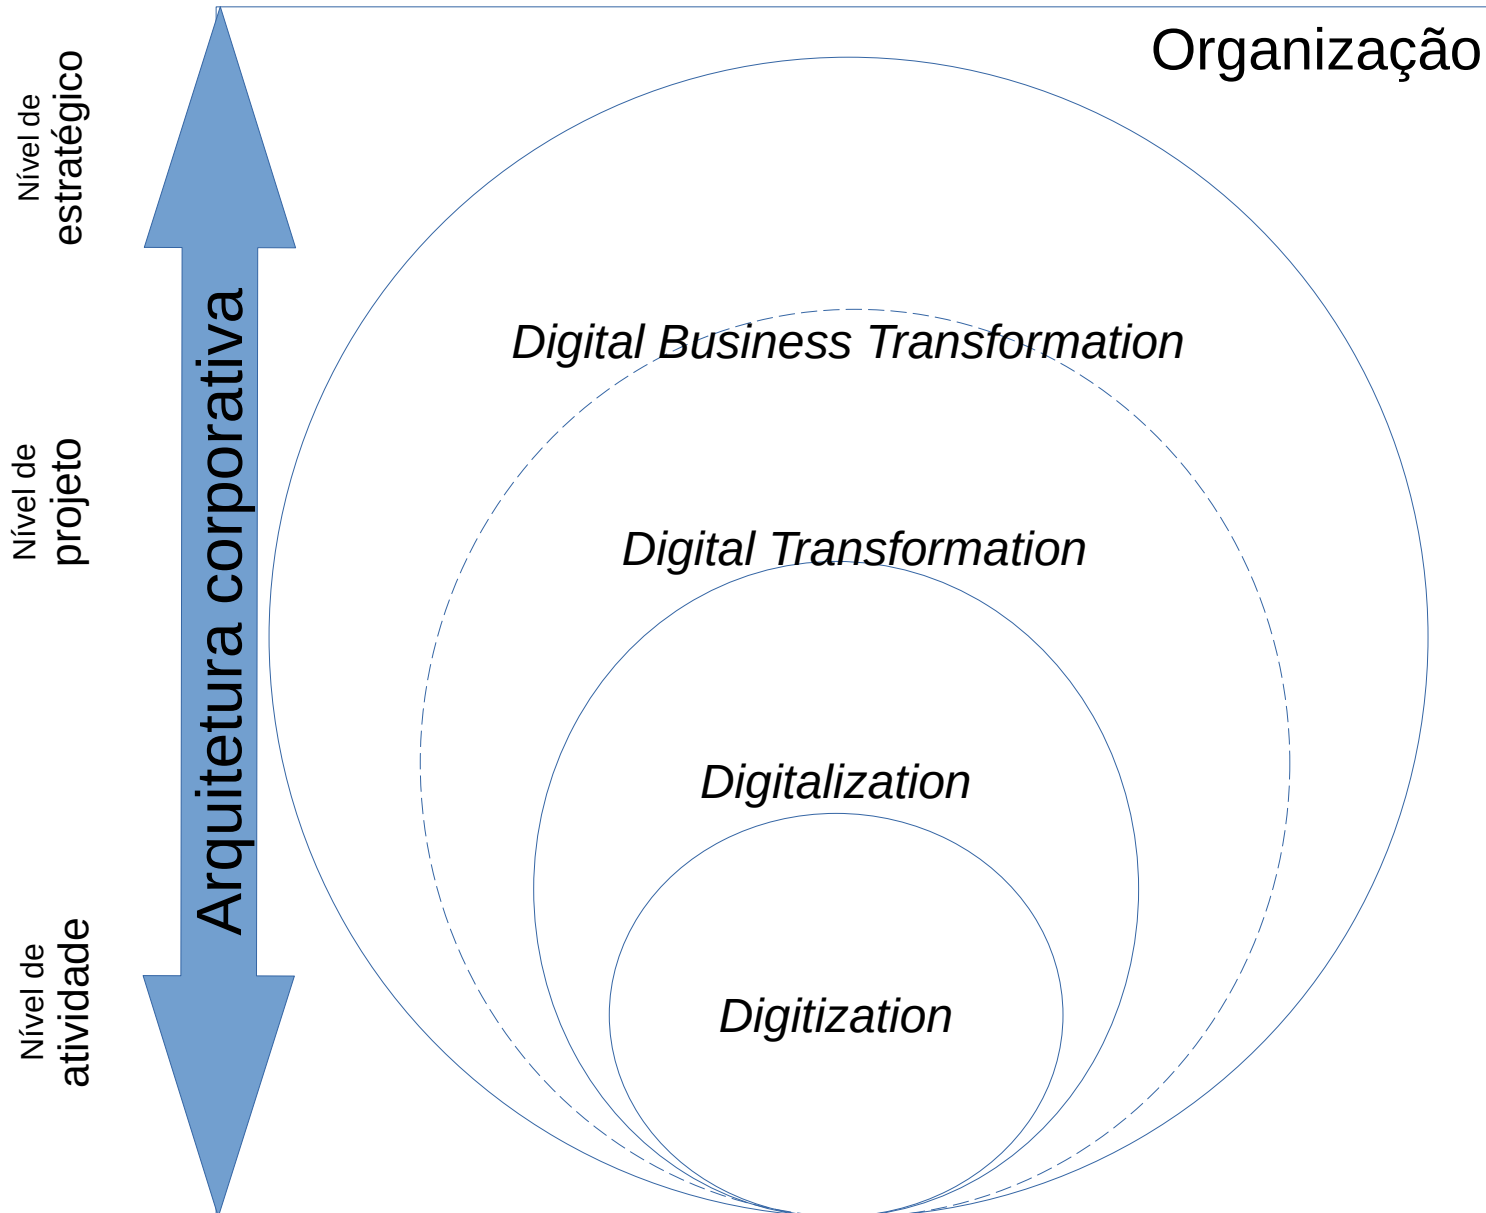 Organização
Nível de
estratégico
Digital Business Transformation
Nível de
projeto
Arquitetura corporativa
Digital Transformation
Digitalization
Nível de
atividade
Digitization